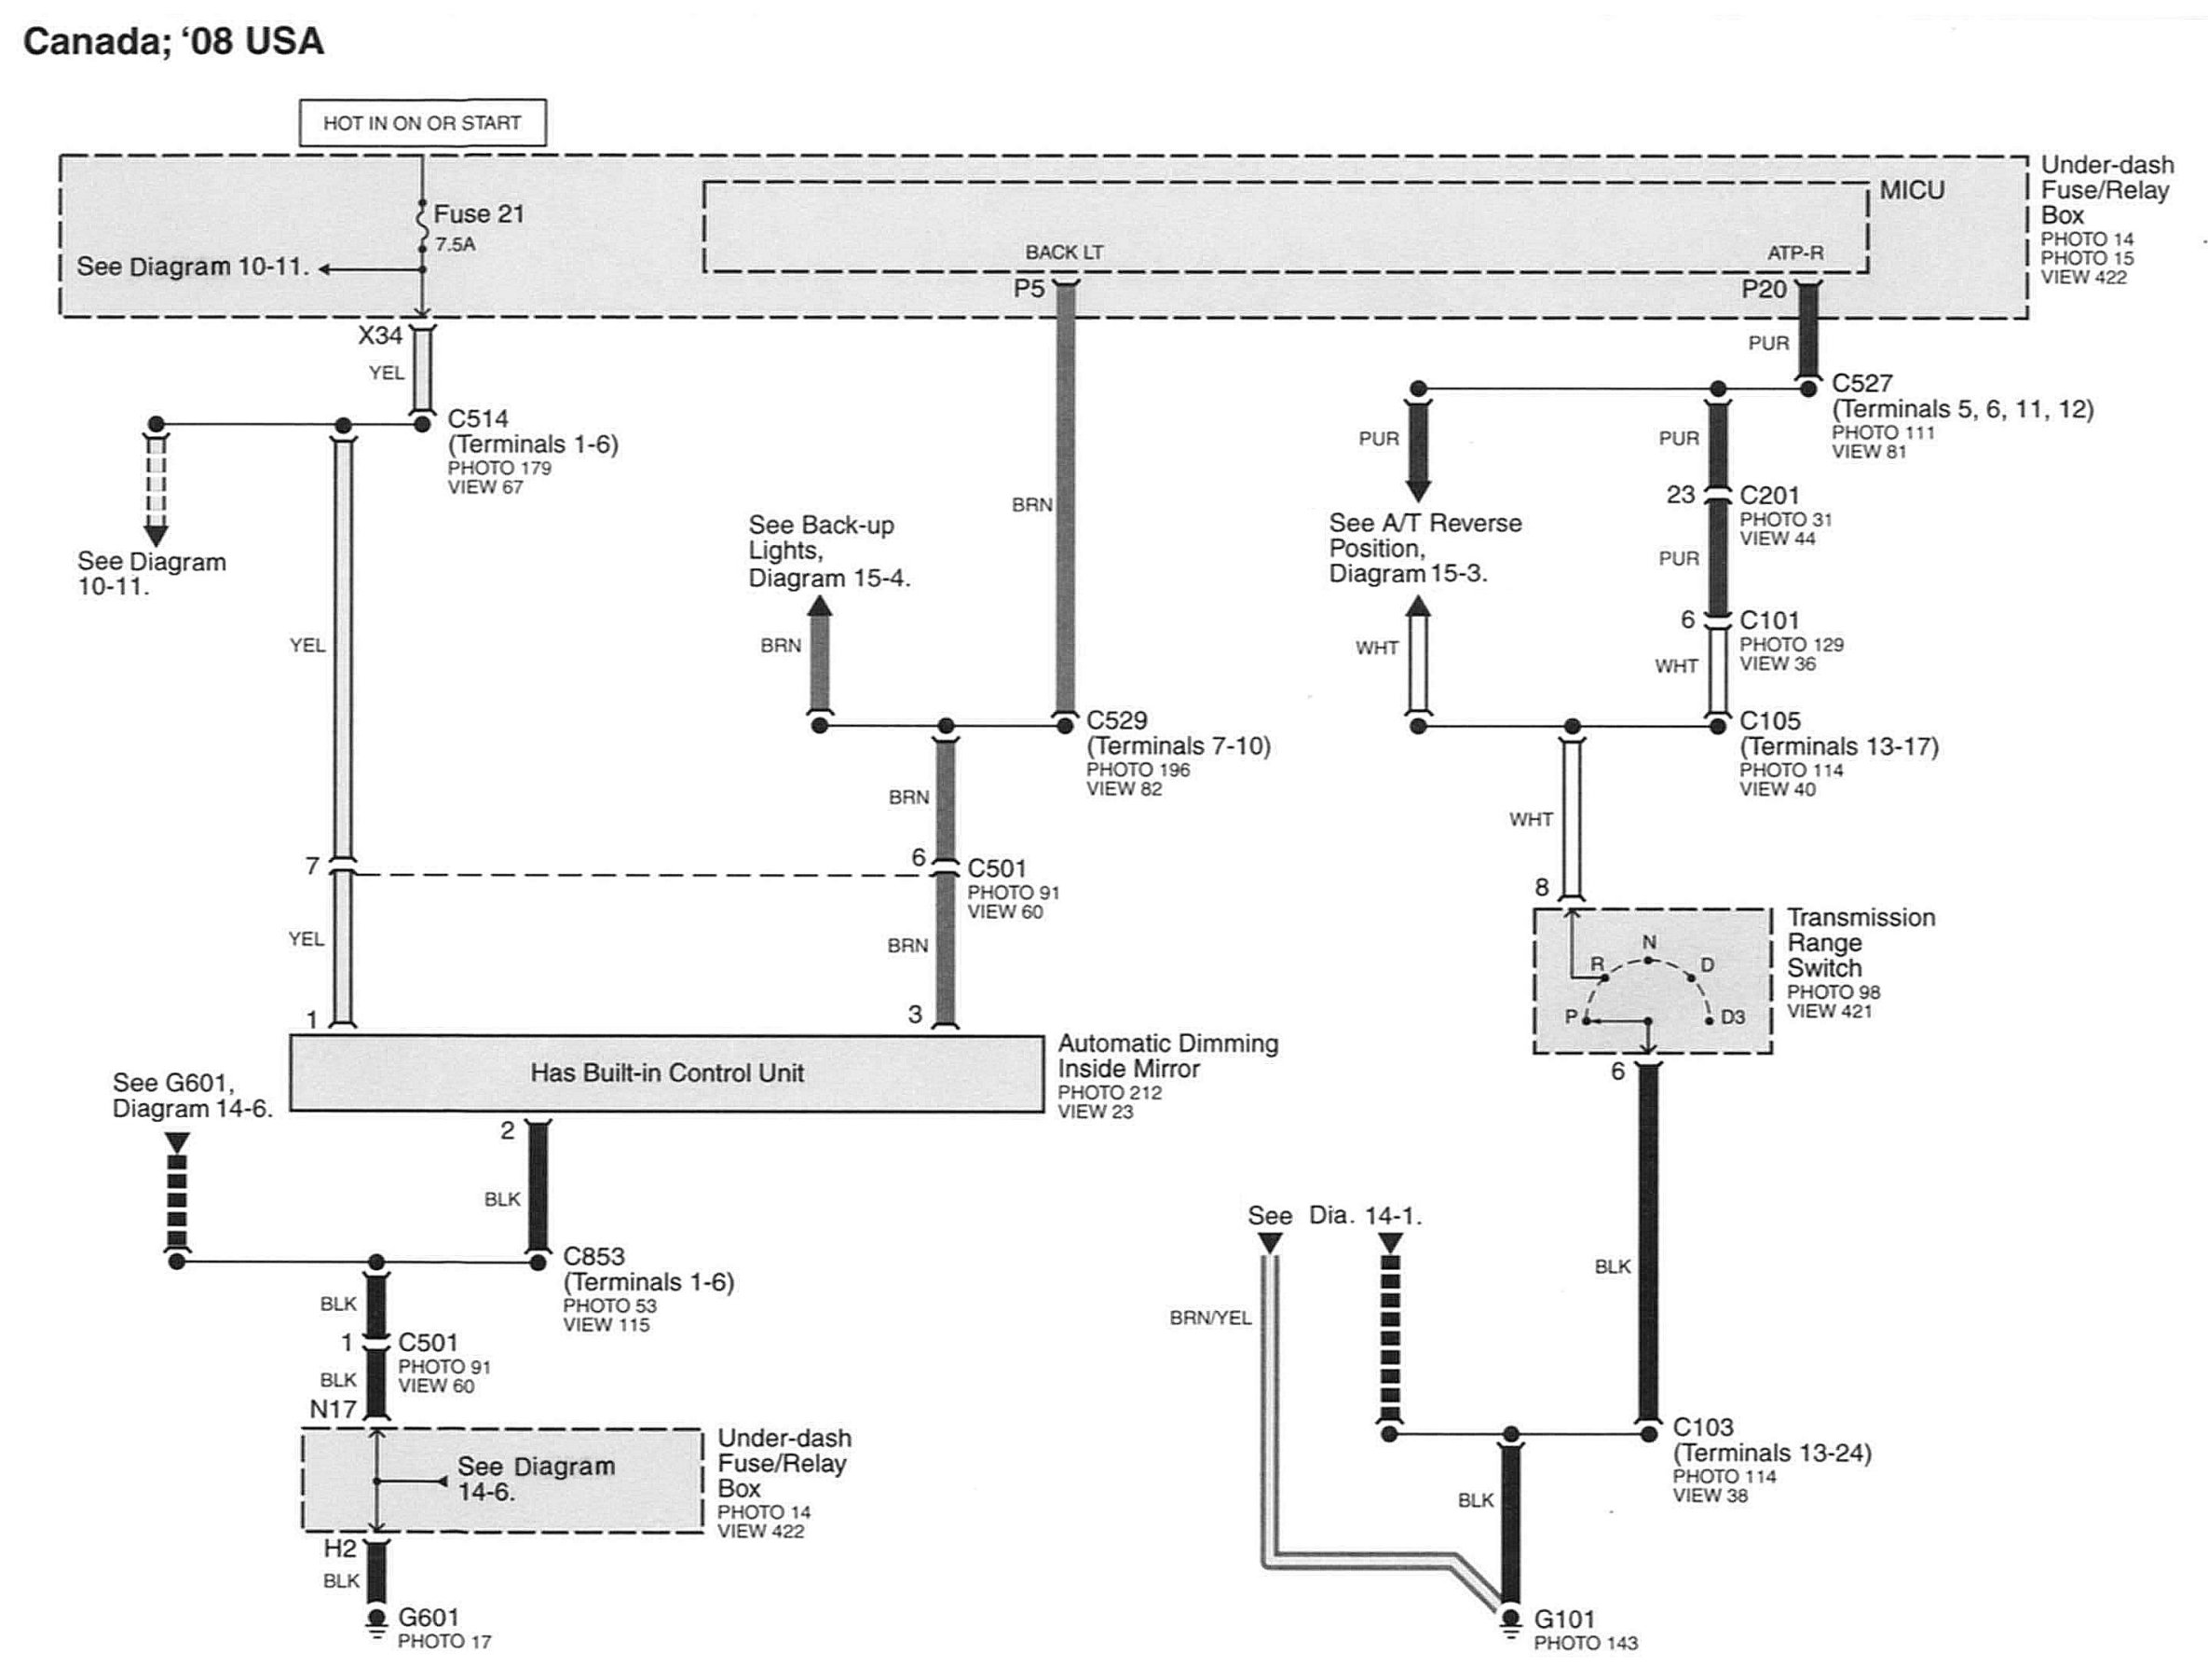 Canada; ‘08 USA
HOT IN ON OR START
Under-dash
Fuse/Relay
Box
PHOTO 14
PHOTO 15
VIEW 422
MICU
Fuse 21
7.5A
See Diagram 10-11.
BACK LT
ATP-R
P5
P20
X34
YEL
PUR
C514
(Terminals 1-6)
PHOTO 179
VIEW 67
C527
(Terminals 5, 6, 11, 12)
PHOTO 111
VIEW 81
PUR
PUR
23
C201
PHOTO 31
VIEW 44
BRN
See Back-up
Lights,
Diagram 15-4.
See A/T Reverse
Position,
Diagram 15-3.
See Diagram
10-11.
PUR
6
C101
PHOTO 129
VIEW 36
YEL
BRN
WHT
WHT
C529
(Terminals 7-10)
PHOTO 196
VIEW 82
C105
(Terminals 13-17)
PHOTO 114
VIEW 40
BRN
WHT
7
6
C501
PHOTO 91
VIEW 60
8
YEL
BRN
Transmission
Range
Switch
PHOTO 98
VIEW 421
N
R
D
P
D3
1
3
Has Built-in Control Unit
Automatic Dimming
Inside Mirror
PHOTO 212
VIEW 23
6
See G601,
Diagram 14-6.
2
BLK
See Dia. 14-1.
BLK
C853
(Terminals 1-6)
PHOTO 53
VIEW 115
BLK
BRN/YEL
1
C501
PHOTO 91
VIEW 60
BLK
N17
C103
(Terminals 13-24)
PHOTO 114
VIEW 38
Under-dash
Fuse/Relay
Box
PHOTO 14
VIEW 422
See Diagram
14-6.
BLK
H2
BLK
G601
PHOTO 17
G101
PHOTO 143